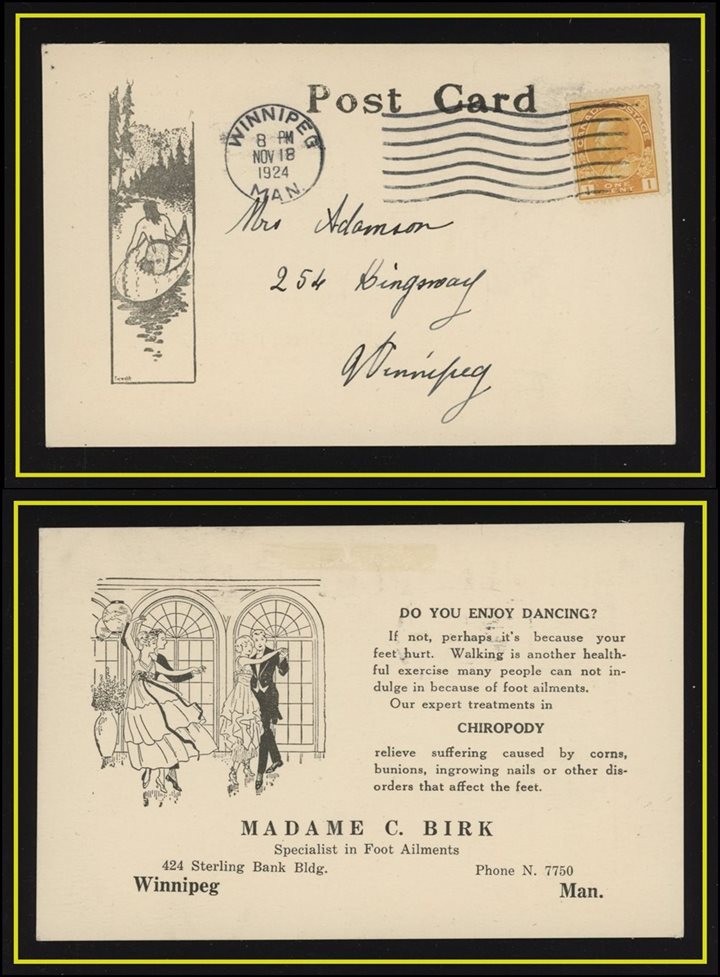 Post Card
WINNIPEG
8 PM
NOV 18
1924
MAN.
CANADA POSTAGE
1 ONE CENT 1
Mrs Adamson
254 Kingsway
Winnipeg
DO YOU ENJOY DANCING?
If not, perhaps it's because your
feet hurt. Walking is another health-
ful exercise many people can not in-
dulge in because of foot ailments.
Our expert treatments in
CHIROPODY
relieve suffering caused by corns,
bunions, ingrowing nails or other dis-
orders that affect the feet.
MADAME C. BIRK
Specialist in Foot Ailments
424 Sterling Bank Bldg.
Phone N. 7750
Winnipeg
Man.